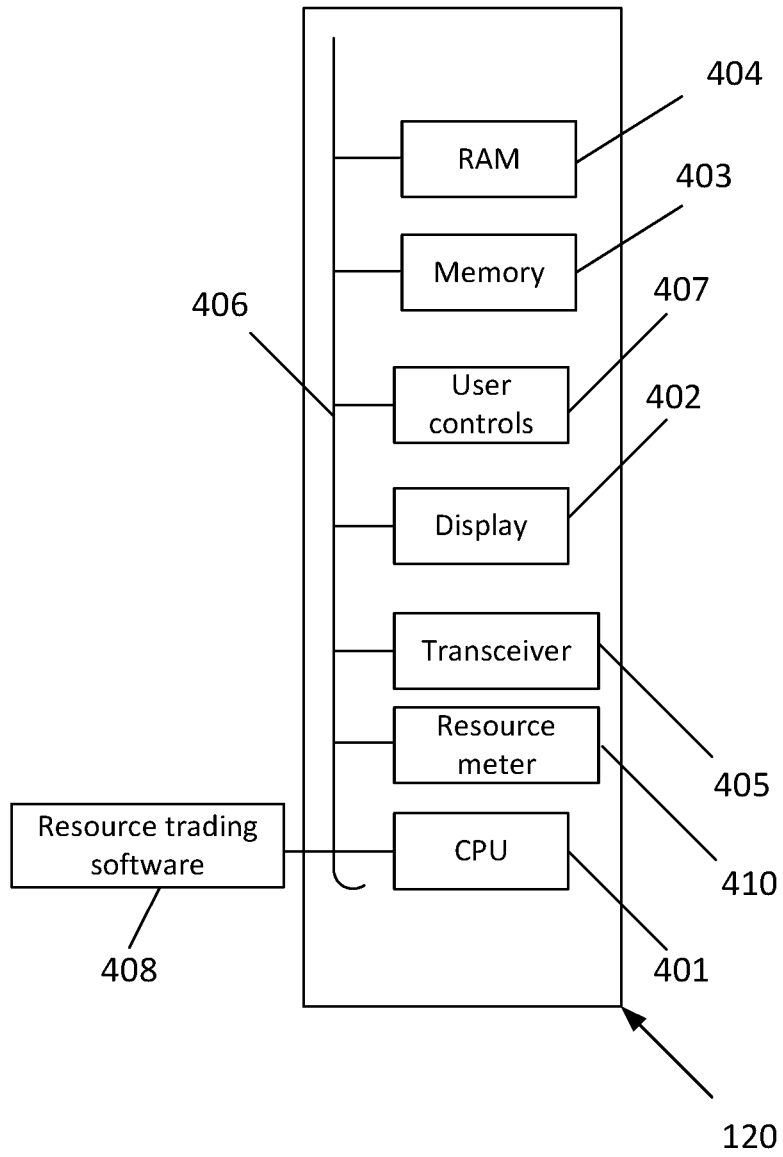 404
RAM
403
Memory
407
406
User
controls
402
Display
Transceiver
Resource
meter
405
Resource trading
software
CPU
410
408
401
120